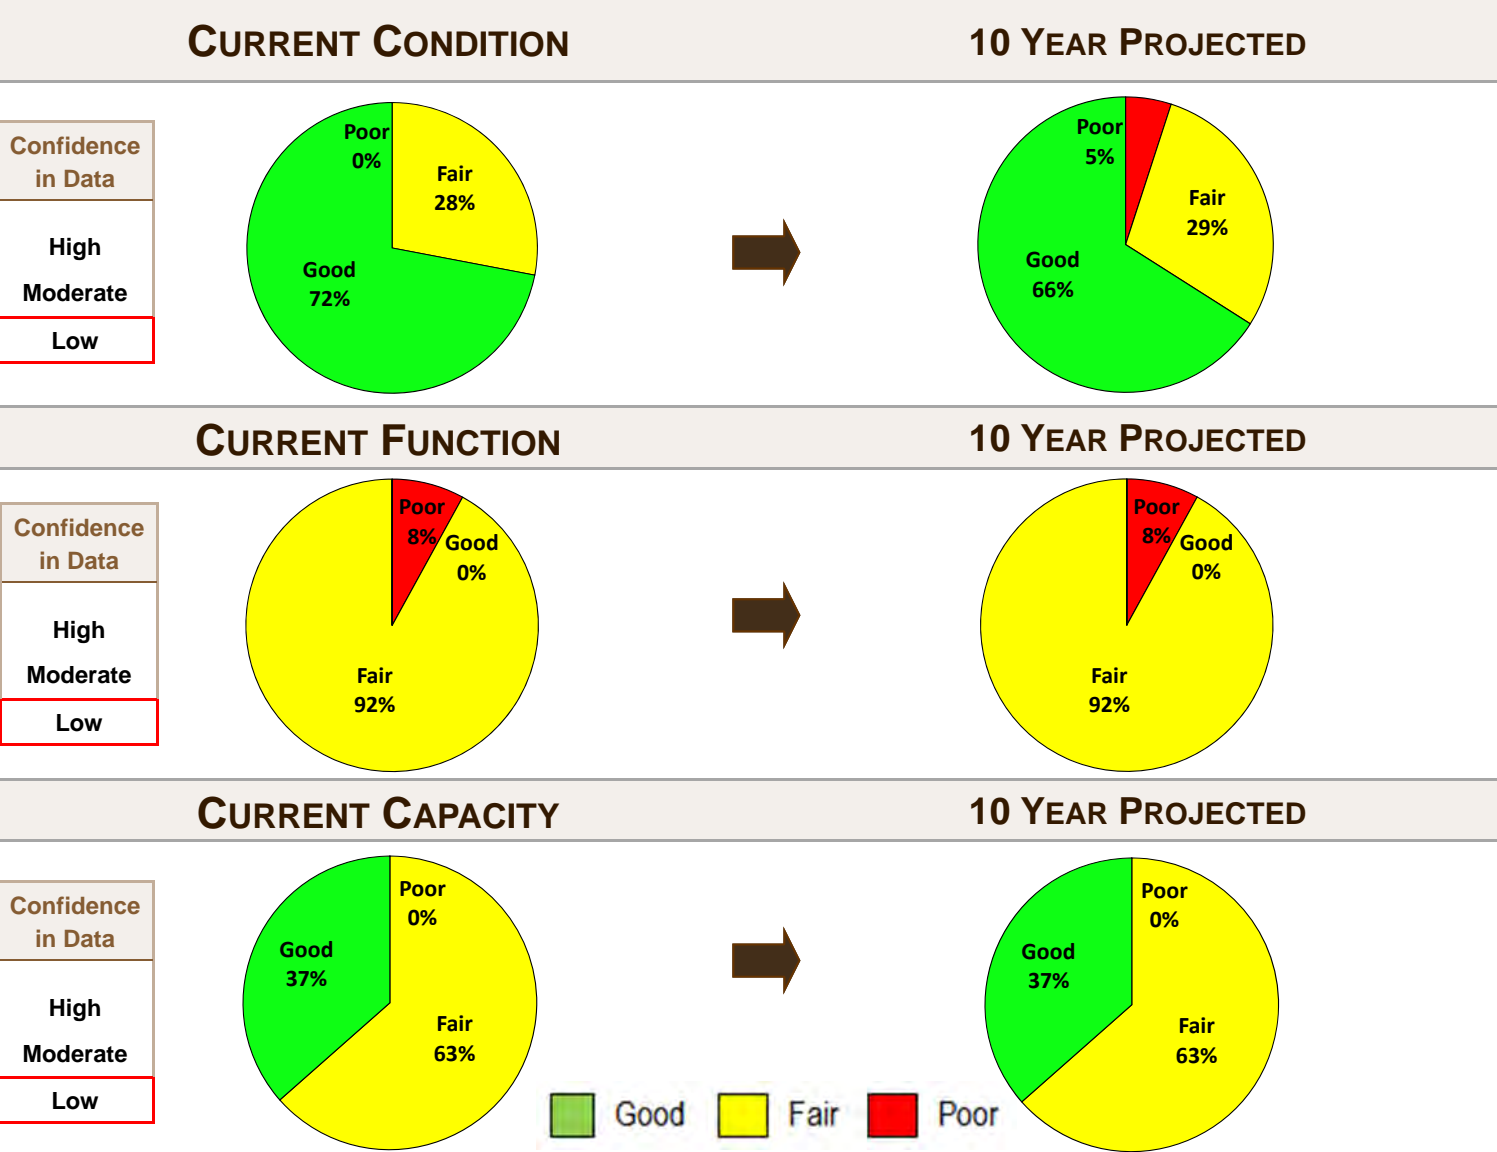 CURRENT CONDITION
10 YEAR PROJECTED
Confidence
in Data
High
Moderate
Low
Poor
0%
Fair
28%
Good
72%
Poor
5%
Fair
29%
Good
66%
CURRENT FUNCTION
10 YEAR PROJECTED
Confidence
in Data
High
Moderate
Low
Poor
8%
Good
0%
Fair
92%
Poor
8%
Good
0%
Fair
92%
CURRENT CAPACITY
10 YEAR PROJECTED
Confidence
in Data
High
Moderate
Low
Poor
0%
Good
37%
Fair
63%
Poor
0%
Good
37%
Fair
63%
Good Fair Poor